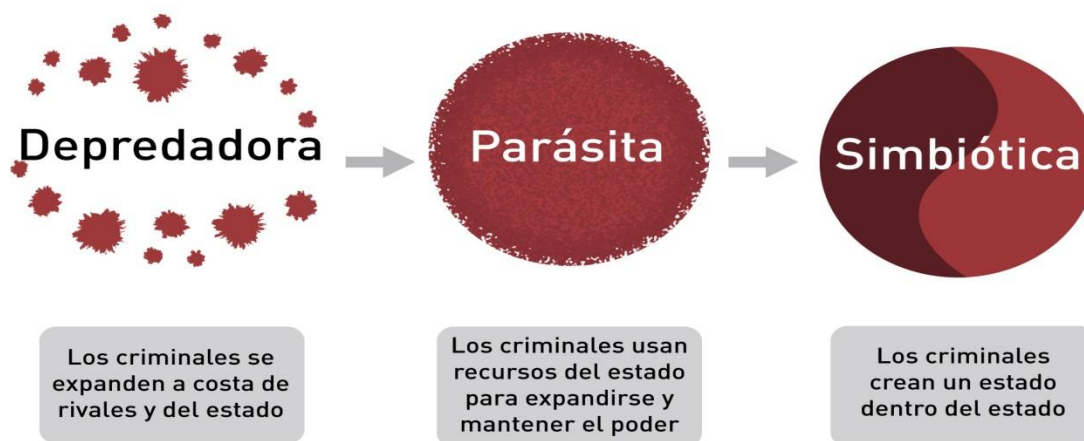 Depredadora
Parásita
Simbiótica
Los criminales se
expanden a costa de
rivales y del estado
Los criminales usan
recursos del estado
para expandirse y
mantener el poder
Los criminales
crean un estado
dentro del estado